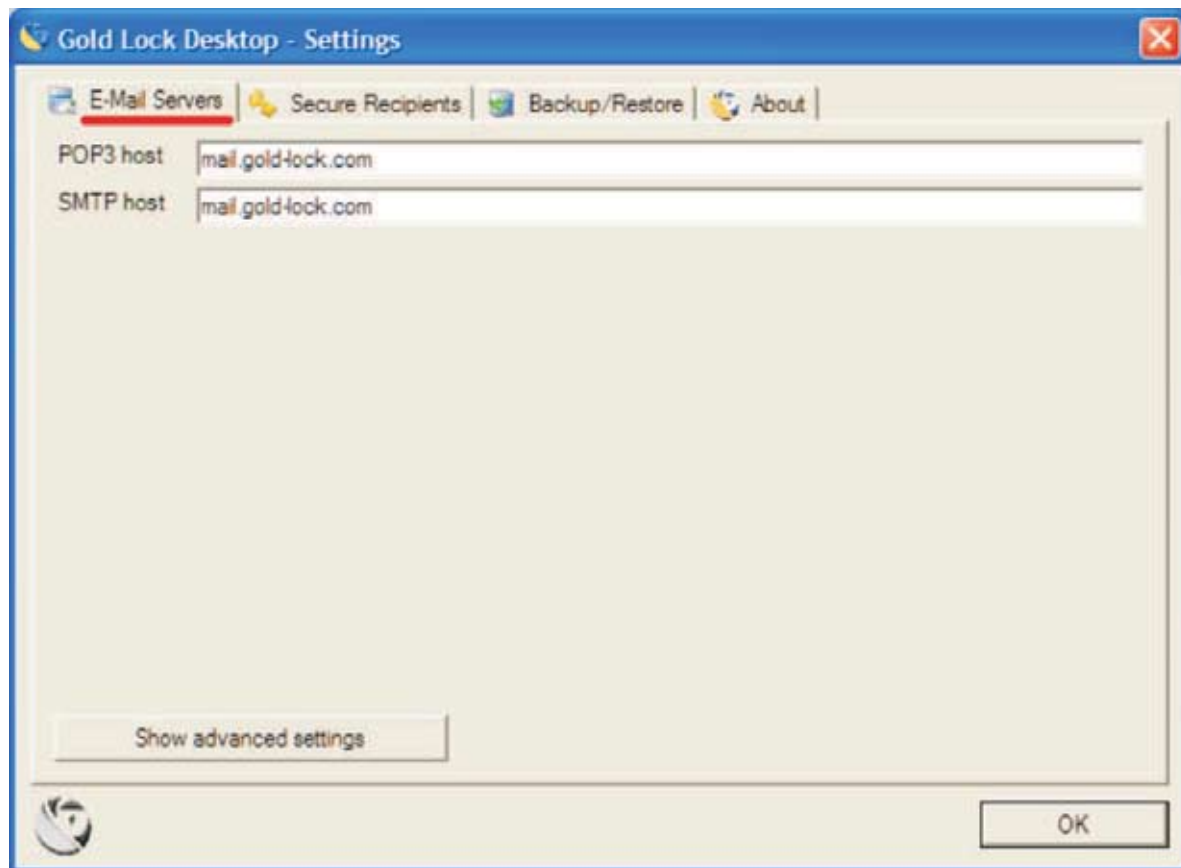 Gold Lock Desktop - Settings
E-Mail Servers Secure Recipients Backup/Restore About
POP3 host mail.gold-lock.com
SMTP host mail.gold-lock.com
Show advanced settings
OK